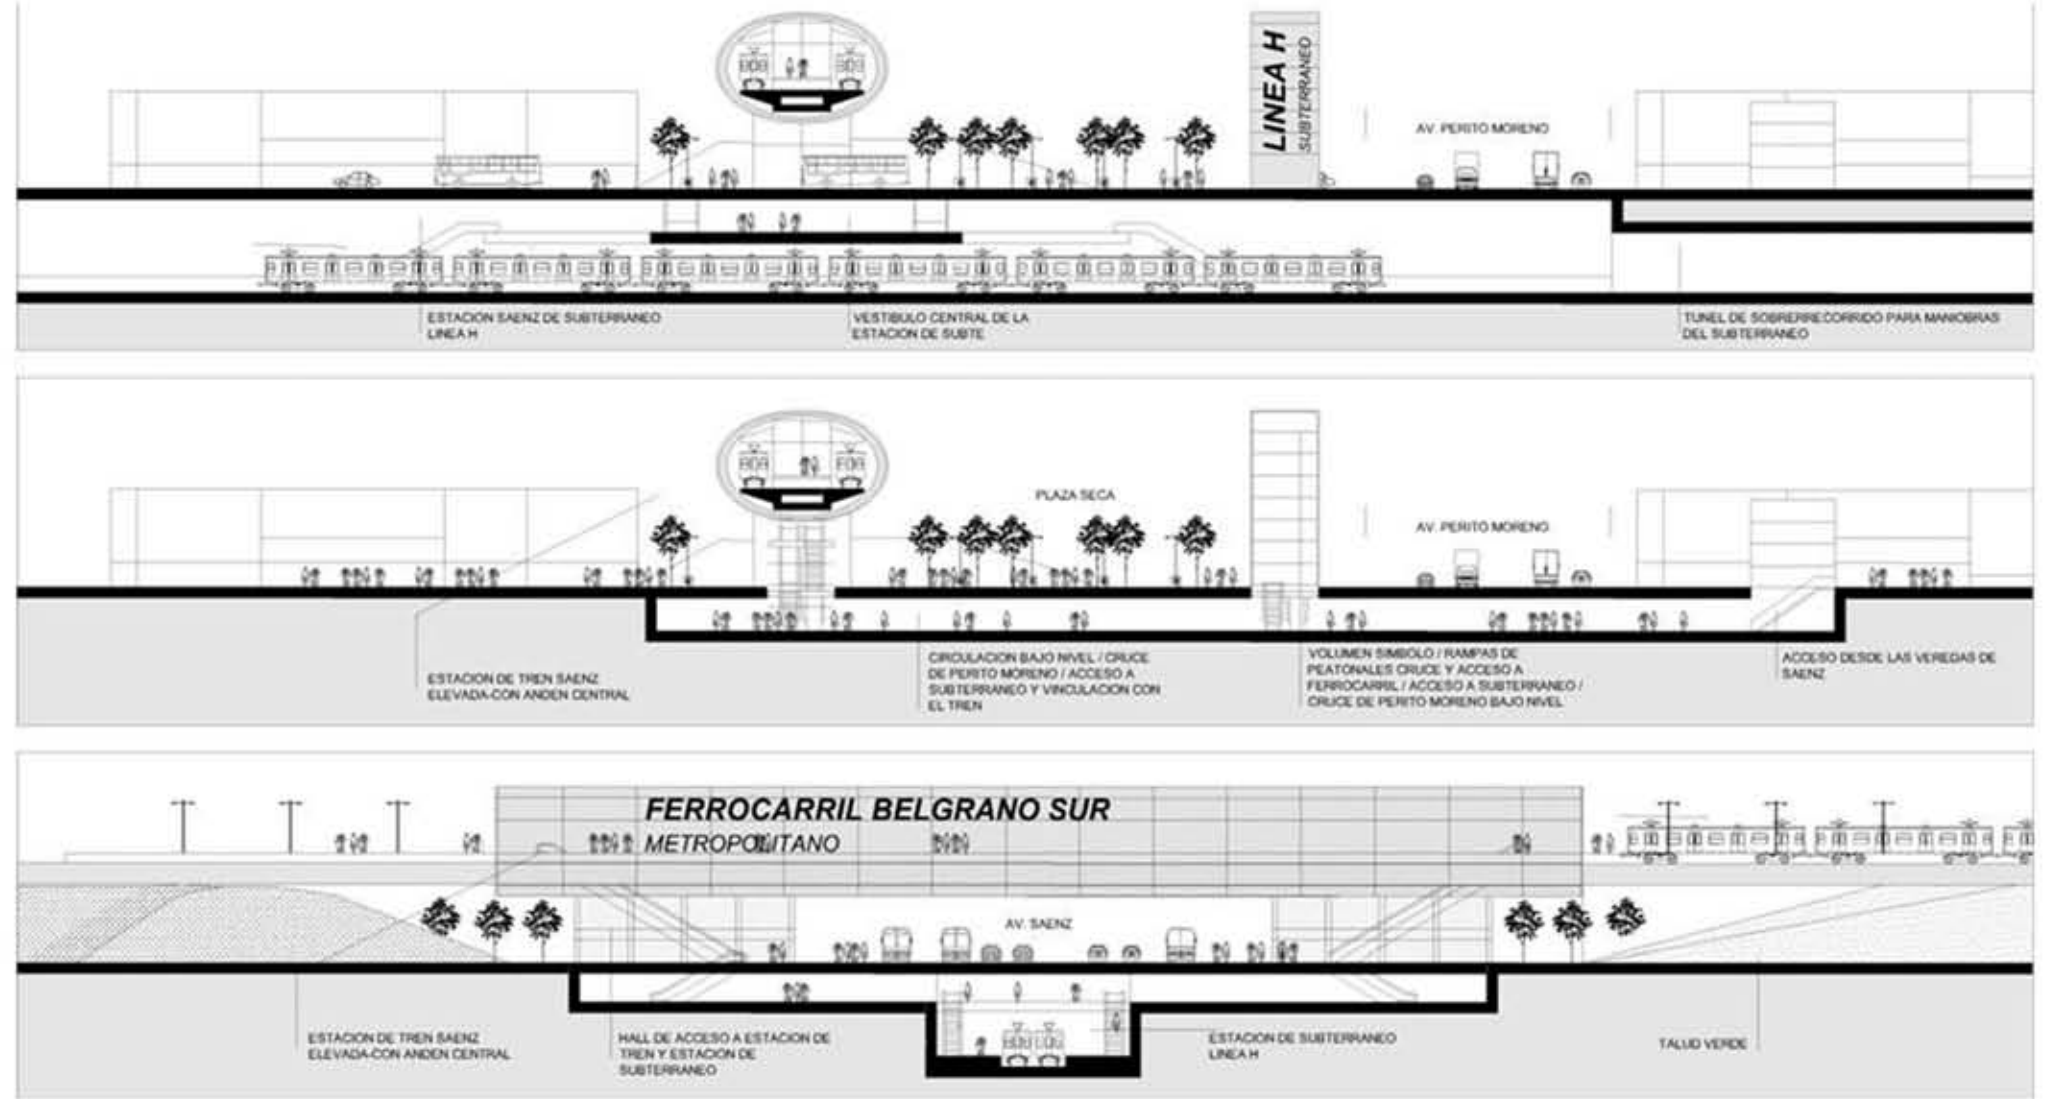 LINEA H
SUBTERRANEO
AV. PERITO MORENO
ESTACION SAENZ DE SUBTERRANEO
LINEA H
VESTIBULO CENTRAL DE LA
ESTACION DE SUBTE
TUNEL DE SOBRERRECORRIDO PARA MANIOBRAS
DEL SUBTERRANEO
PLAZA SECA
AV. PERITO MORENO
ESTACION DE TREN SAENZ
ELEVADA-CON ANDEN CENTRAL
CIRCULACION BAJO NIVEL / CRUCE
DE PERITO MORENO / ACCESO A
SUBTERRANEO Y VINCULACION CON
EL TREN
VOLUMEN SIMBOLO / RAMPAS DE
PEATONALES CRUCE Y ACCESO A
FERROCARRIL / ACCESO A SUBTERRANEO /
CRUCE DE PERITO MORENO BAJO NIVEL
ACCESO DESDE LAS VEREDAS DE
SAENZ
FERROCARRIL BELGRANO SUR
METROPOLITANO
AV. SAENZ
ESTACION DE TREN SAENZ
ELEVADA-CON ANDEN CENTRAL
HALL DE ACCESO A ESTACION DE
TREN Y ESTACION DE
SUBTERRANEO
ESTACION DE SUBTERRANEO
LINEA H
TALUD VERDE